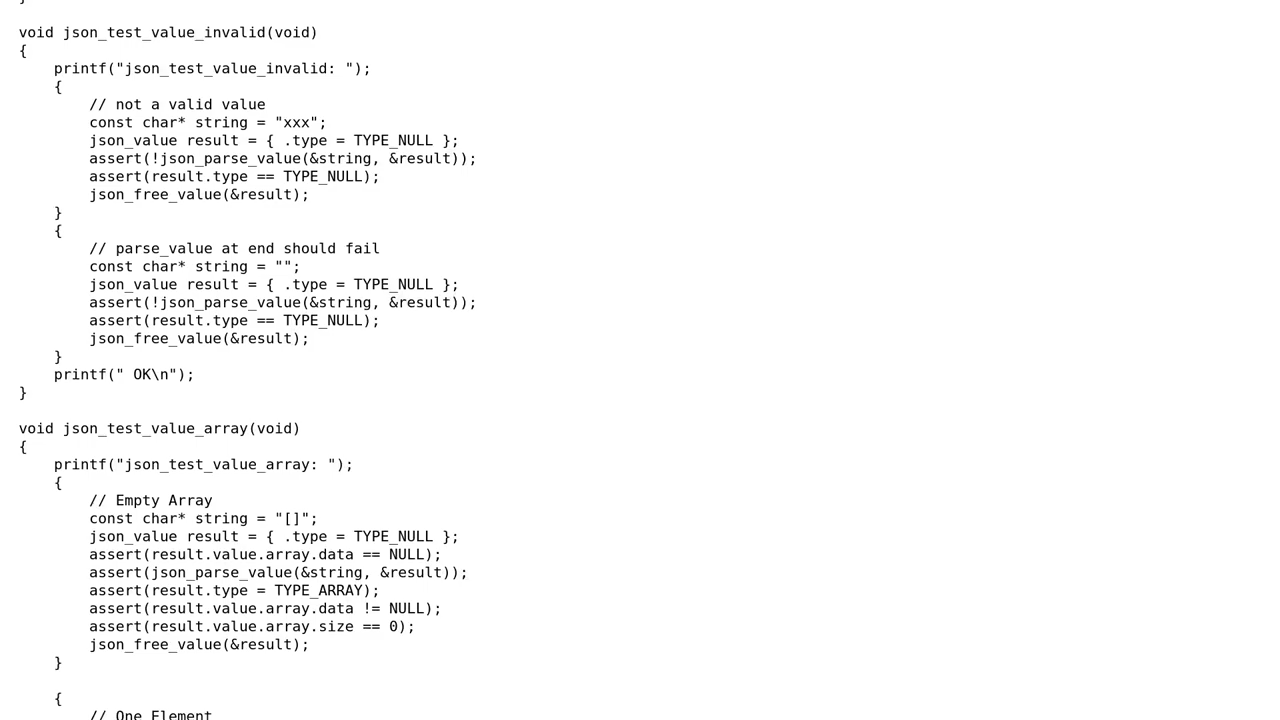 }
void json_test_value_invalid(void)
{
    printf("json_test_value_invalid: ");
    {
        // not a valid value
        const char* string = "xxx";
        json_value result = { .type = TYPE_NULL };
        assert(!json_parse_value(&string, &result));
        assert(result.type == TYPE_NULL);
        json_free_value(&result);
    }
    {
        // parse_value at end should fail
        const char* string = "";
        json_value result = { .type = TYPE_NULL };
        assert(!json_parse_value(&string, &result));
        assert(result.type == TYPE_NULL);
        json_free_value(&result);
    }
    printf(" OK\n");
}
void json_test_value_array(void)
{
    printf("json_test_value_array: ");
    {
        // Empty Array
        const char* string = "[]";
        json_value result = { .type = TYPE_NULL };
        assert(result.value.array.data == NULL);
        assert(json_parse_value(&string, &result));
        assert(result.type = TYPE_ARRAY);
        assert(result.value.array.data != NULL);
        assert(result.value.array.size == 0);
        json_free_value(&result);
    }
    {
        // One Element